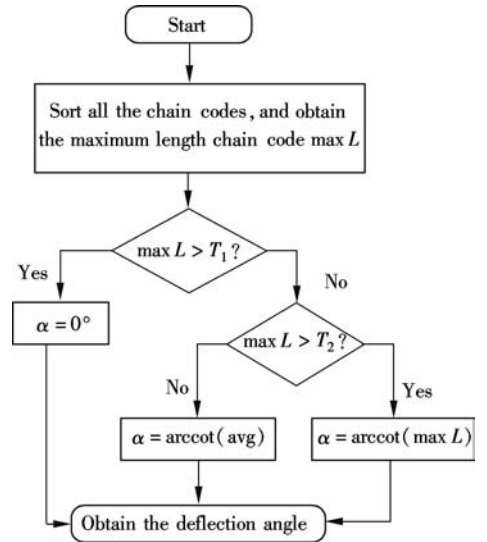 Start
Sort all the chain codes, and obtain
the maximum length chain code max L
max L > T₁?
Yes
No
α = 0°
max L > T₂?
No
Yes
α = arccot(avg)
α = arccot(max L)
Obtain the deflection angle